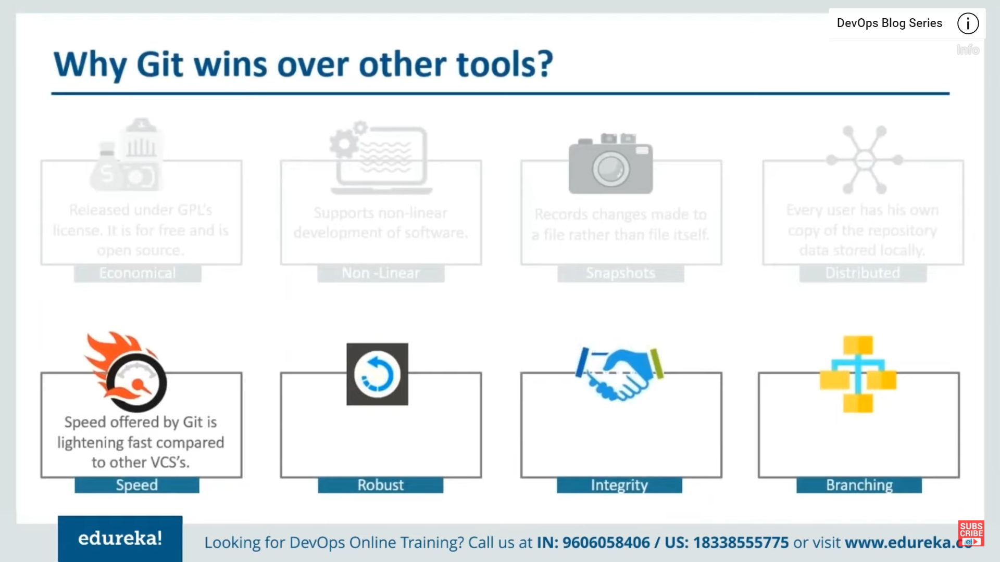 DevOps Blog Series
Info
Why Git wins over other tools?
Released under GPL's
license. It is for free and is
open source.
Economical
Supports non-linear
development of software.
Non -Linear
Records changes made to
a file rather than file itself.
Snapshots
Every user has his own
copy of the repository
data stored locally.
Distributed
Speed offered by Git is
lightening fast compared
to other VCS's.
Speed
Robust
Integrity
Branching
edureka!
Looking for DevOps Online Training? Call us at IN: 9606058406 / US: 18338555775 or visit www.edureka.co
SUBS
CRIBE
e!